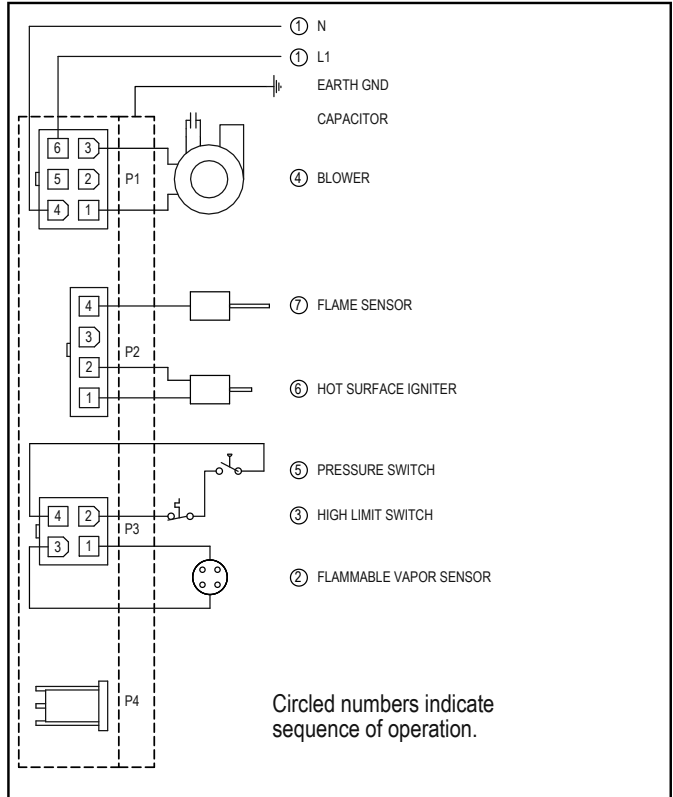 ① N
① L1
EARTH GND
CAPACITOR
6 3
5 2 P1
④ BLOWER
4 1
4
⑦ FLAME SENSOR
3
P2
2
⑥ HOT SURFACE IGNITER
1
⑤ PRESSURE SWITCH
4 2
③ HIGH LIMIT SWITCH
P3
3 1
② FLAMMABLE VAPOR SENSOR
P4
Circled numbers indicate
sequence of operation.